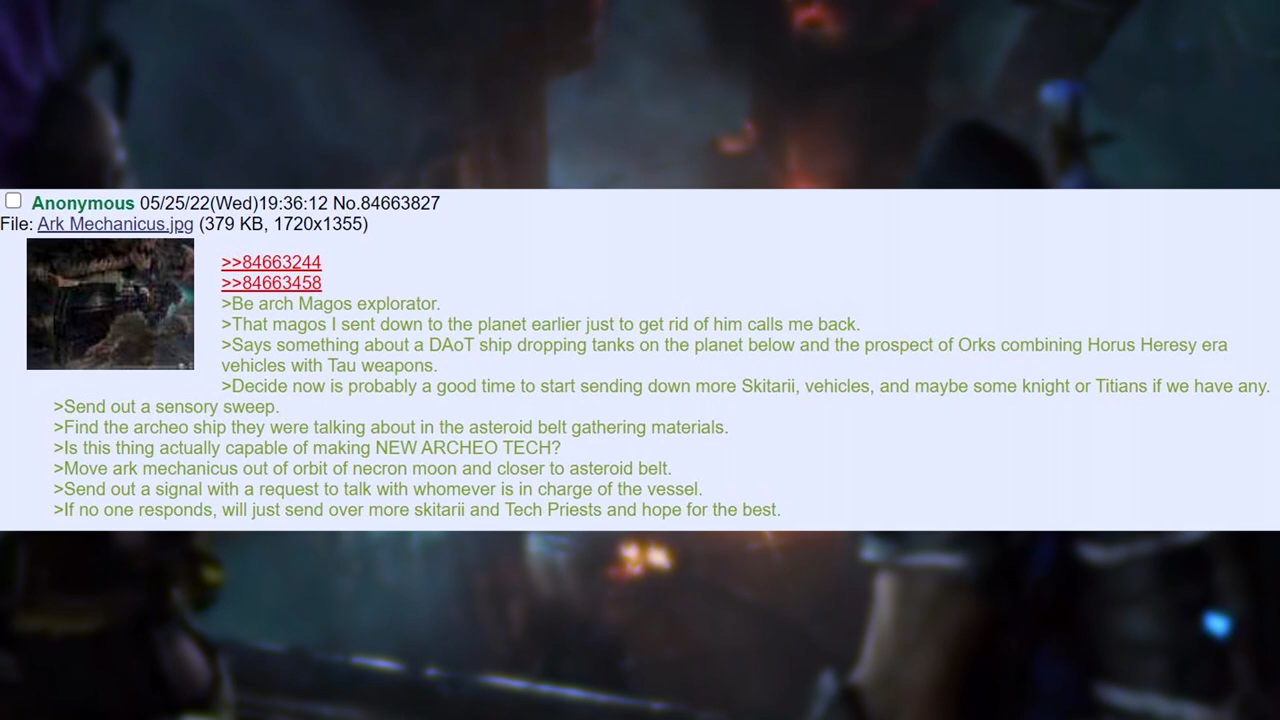 Anonymous 05/25/22(Wed)19:36:12 No.84663827
File: Ark Mechanicus.jpg (379 KB, 1720x1355)
>>84663244
>>84663458
>Be arch Magos explorator.
>That magos I sent down to the planet earlier just to get rid of him calls me back.
>Says something about a DAoT ship dropping tanks on the planet below and the prospect of Orks combining Horus Heresy era
vehicles with Tau weapons.
>Decide now is probably a good time to start sending down more Skitarii, vehicles, and maybe some knight or Titians if we have any.
>Send out a sensory sweep.
>Find the archeo ship they were talking about in the asteroid belt gathering materials.
>Is this thing actually capable of making NEW ARCHEO TECH?
>Move ark mechanicus out of orbit of necron moon and closer to asteroid belt.
>Send out a signal with a request to talk with whomever is in charge of the vessel.
>If no one responds, will just send over more skitarii and Tech Priests and hope for the best.